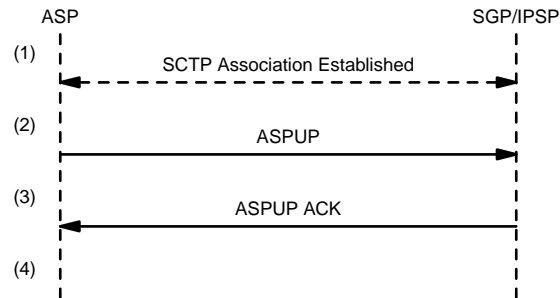 ASP SGP/IPSP
(1)
SCTP Association Established
(2)
ASPUP
(3)
ASPUP ACK
(4)